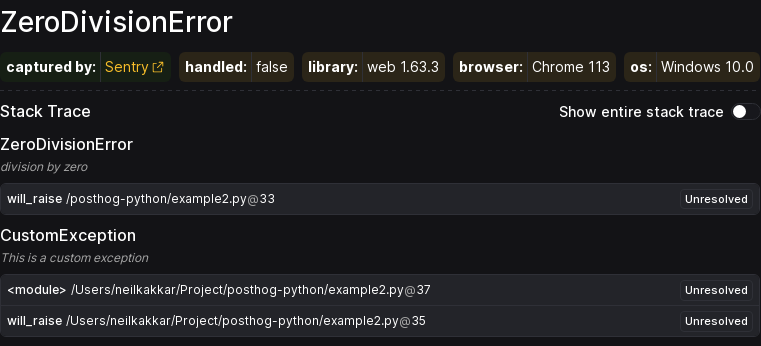 ZeroDivisionError
captured by: Sentry handled: false library: web 1.63.3 browser: Chrome 113 os: Windows 10.0
Stack Trace Show entire stack trace
ZeroDivisionError
division by zero
will_raise /posthog-python/example2.py@33 Unresolved
CustomException
This is a custom exception
<module> /Users/neilkakkar/Project/posthog-python/example2.py@37 Unresolved
will_raise /Users/neilkakkar/Project/posthog-python/example2.py@35 Unresolved